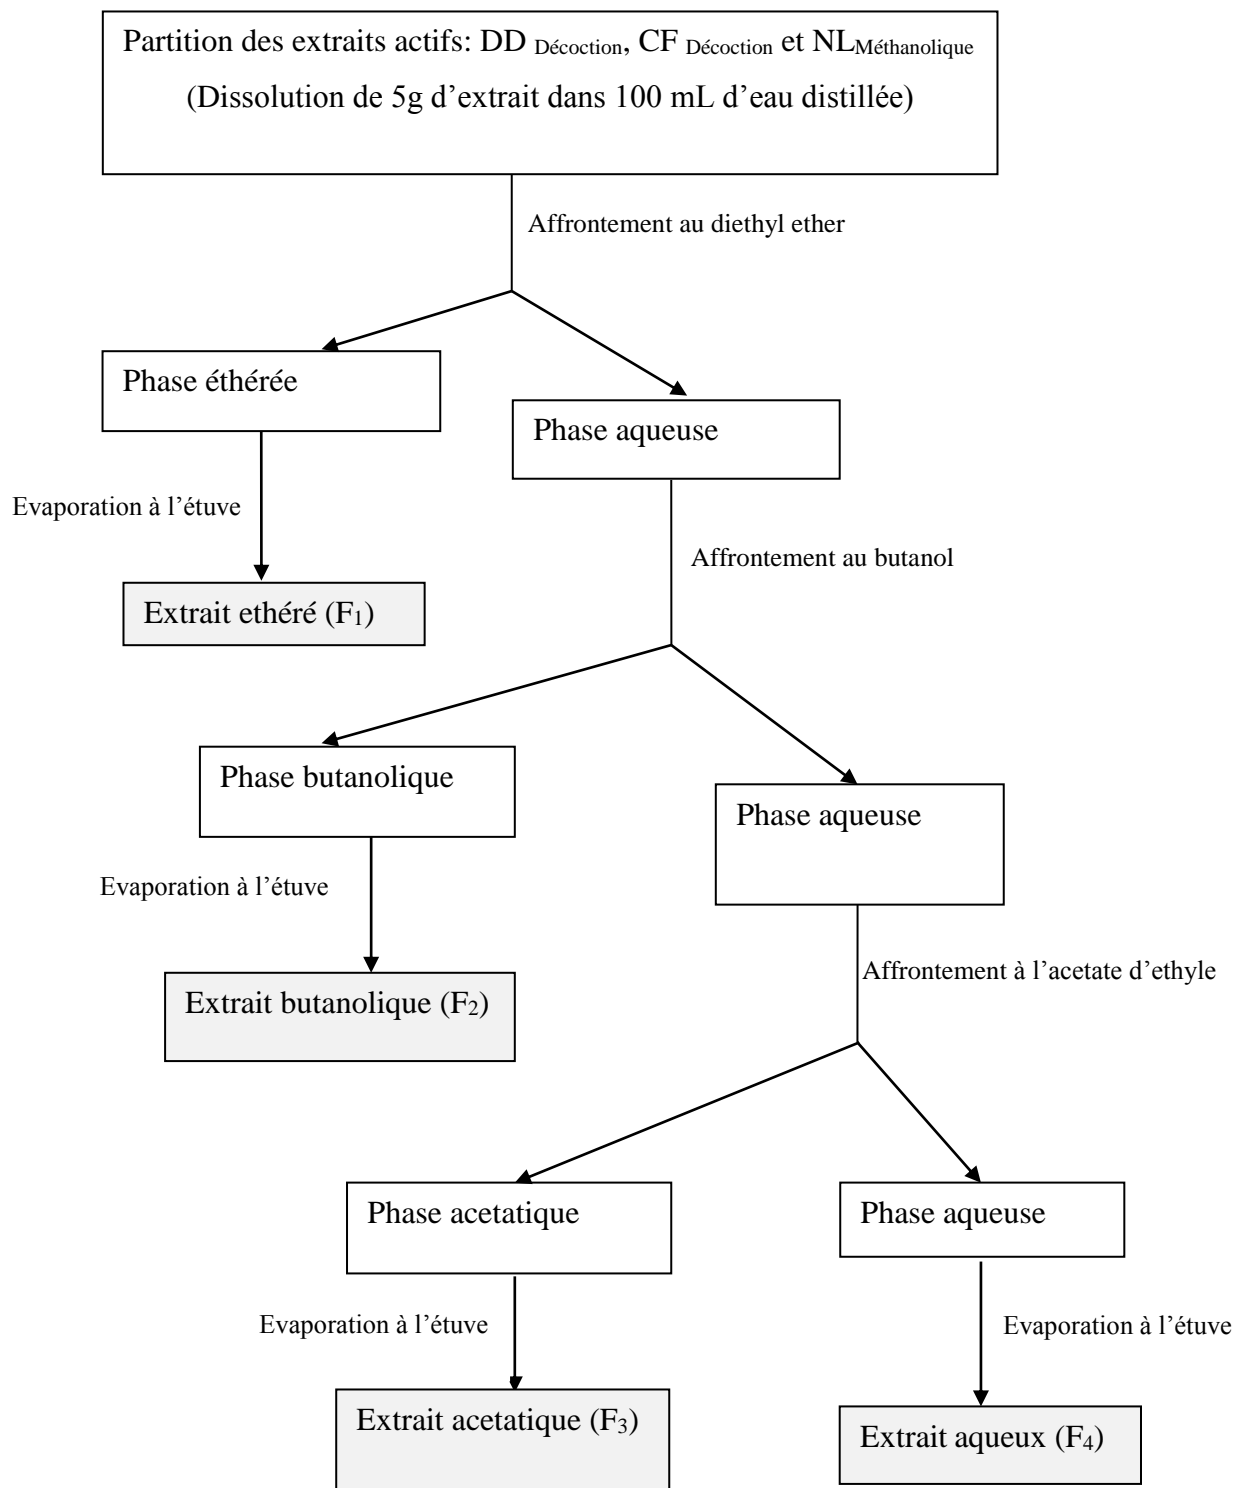 Partition des extraits actifs: DD Décoction, CF Décoction et NLMéthanolique
(Dissolution de 5g d’extrait dans 100 mL d’eau distillée)
Affrontement au diethyl ether
Phase éthérée
Phase aqueuse
Evaporation à l’étuve
Affrontement au butanol
Extrait ethéré (F1)
Phase butanolique
Phase aqueuse
Evaporation à l’étuve
Affrontement à l’acetate d’ethyle
Extrait butanolique (F2)
Phase acetatique
Phase aqueuse
Evaporation à l’étuve
Evaporation à l’étuve
Extrait acetatique (F3)
Extrait aqueux (F4)